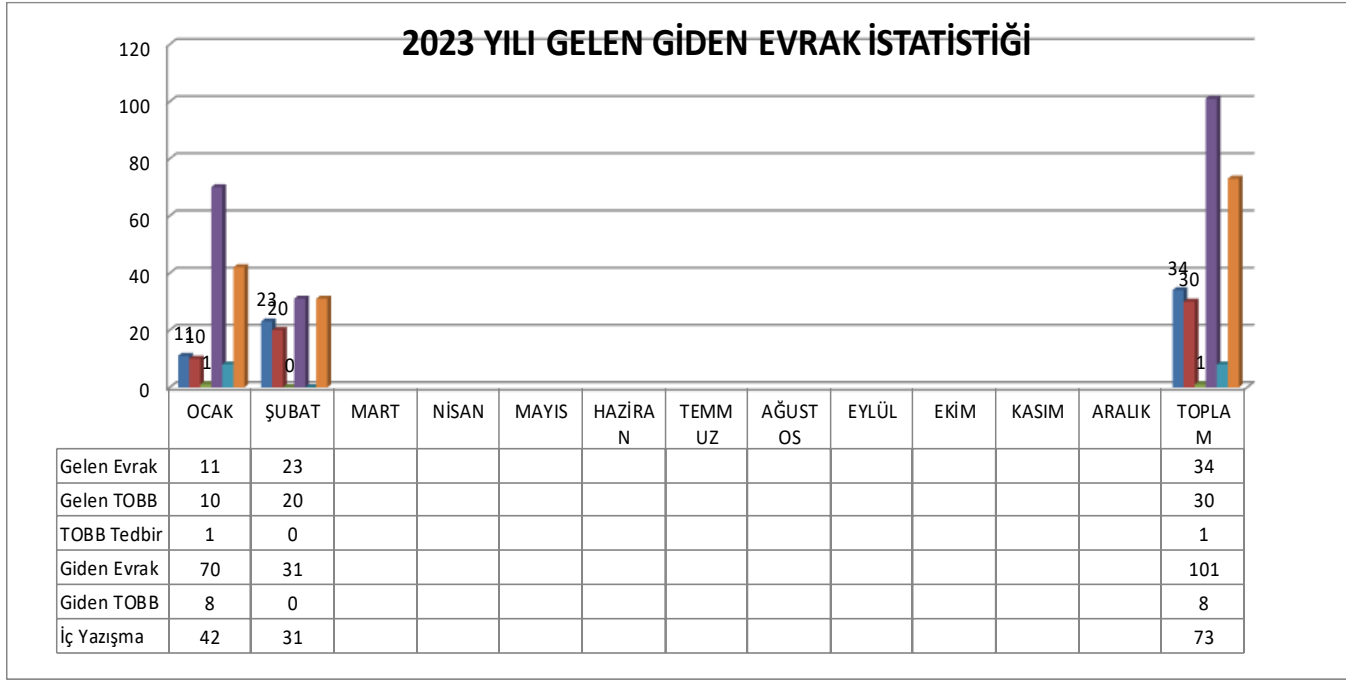 2023 YILI GELEN GİDEN EVRAK İSTATİSTİĞİ
120
100
80
60
40
20
0
11
10
1
23
20
0
34
30
1
OCAK ŞUBAT MART NİSAN MAYIS HAZİRA TEMM AĞUST EYLÜL EKİM KASIM ARALIK TOPLA
N UZ OS M
Gelen Evrak 11 23 34
Gelen TOBB 10 20 30
TOBB Tedbir 1 0 1
Giden Evrak 70 31 101
Giden TOBB 8 0 8
İç Yazışma 42 31 73